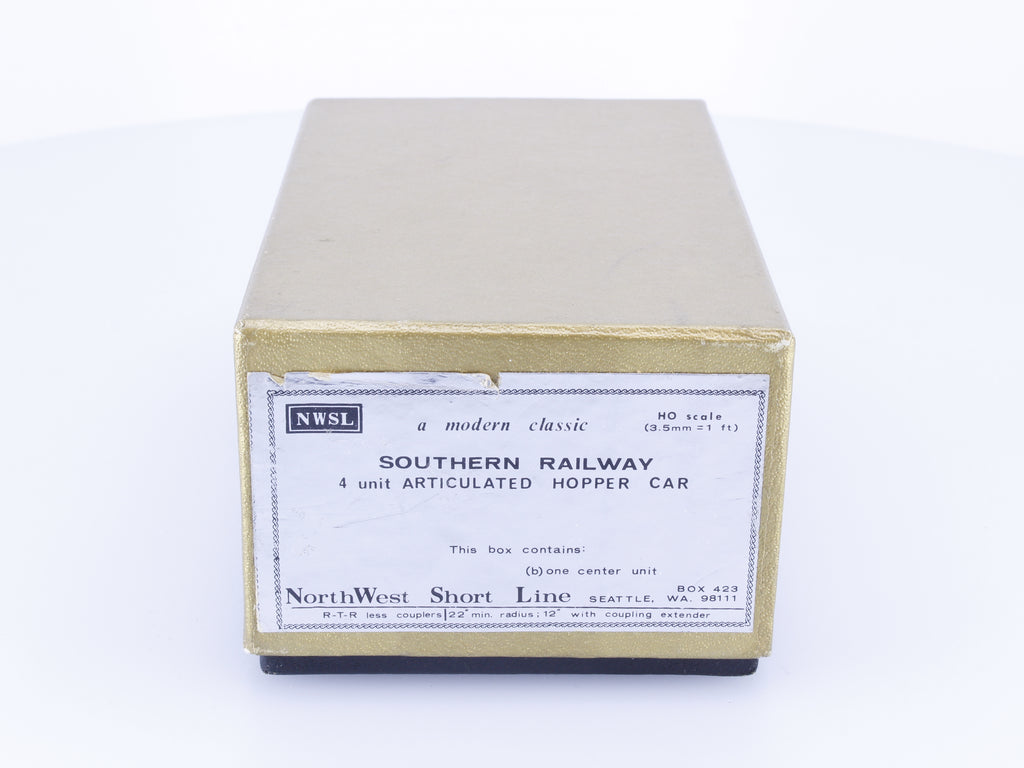 NWSL
a modern classic
HO scale
(3.5mm = 1 ft)
SOUTHERN RAILWAY
4 unit ARTICULATED HOPPER CAR
This box contains:
(b) one center unit
NorthWest Short Line SEATTLE, WA. 98111
BOX 423
R-T-R less couplers | 22" min. radius; 12" with coupling extender